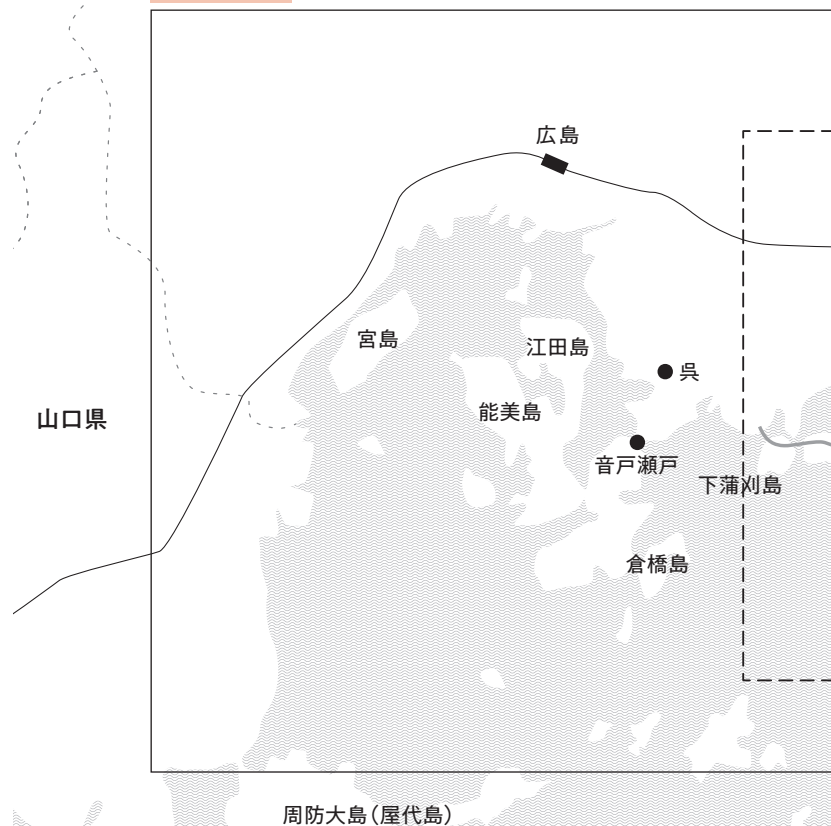 広島
宮島
江田島
呉
能美島
山口県
音戸瀬戸
下蒲刈島
倉橋島
周防大島(屋代島)